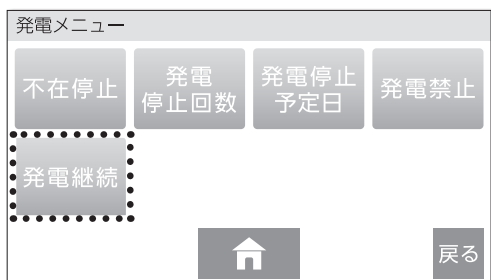 発電メニュー
不在停止
発電
停止回数
発電停止
予定日
発電禁止
発電継続
戻る